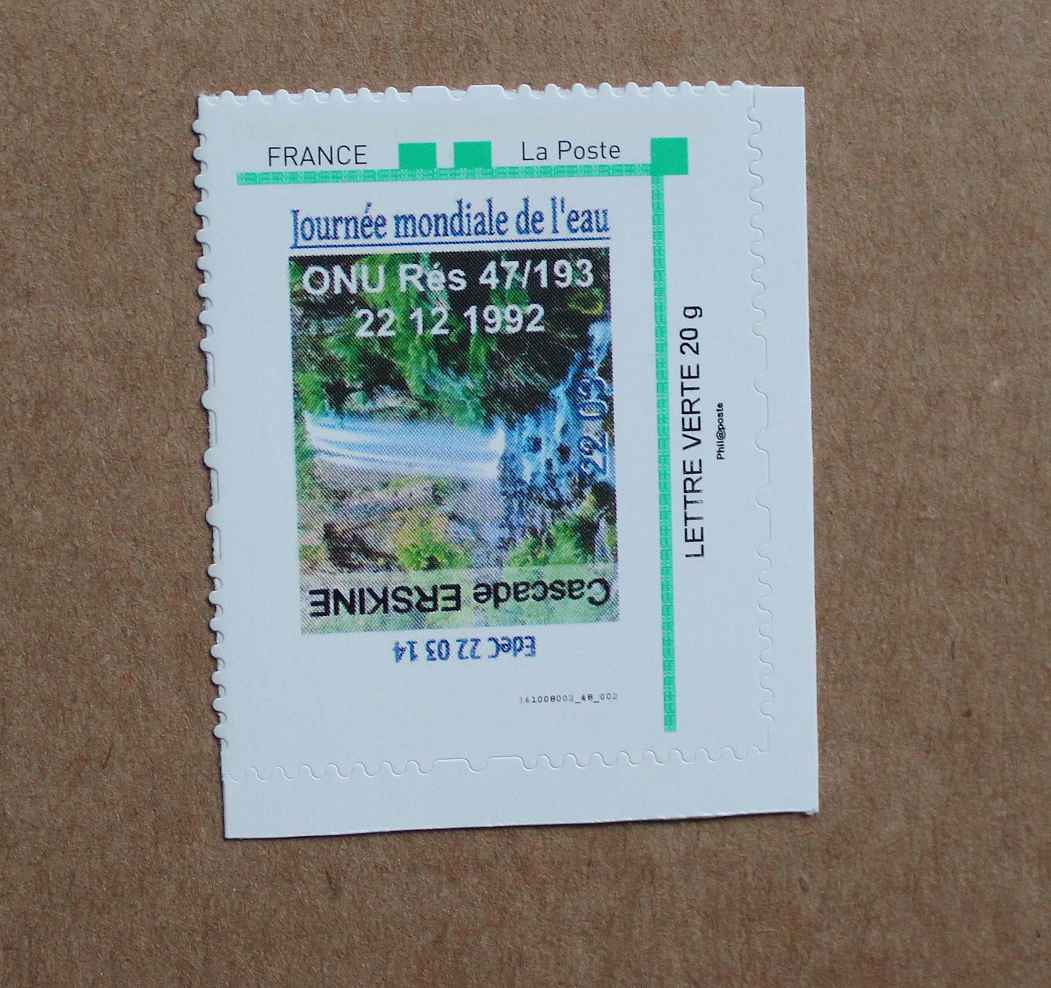 FRANCE La Poste
Journée mondiale de l'eau
ONU Rés 47/193
22 12 1992
22 03
Cascade ERSKINE
EdeC 22 03 14
LETTRE VERTE 20 g
Phil@poste